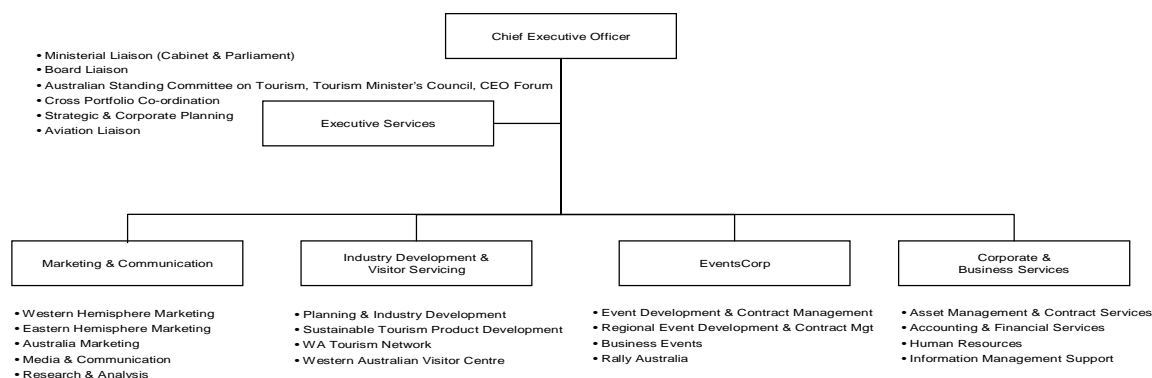 Chief Executive Officer
• Ministerial Liaison (Cabinet & Parliament)
• Board Liaison
• Australian Standing Committee on Tourism, Tourism Minister's Council, CEO Forum
• Cross Portfolio Co-ordination
• Strategic & Corporate Planning
• Aviation Liaison
Executive Services
Marketing & Communication
• Western Hemisphere Marketing
• Eastern Hemisphere Marketing
• Australia Marketing
• Media & Communication
• Research & Analysis
Industry Development &
Visitor Servicing
• Planning & Industry Development
• Sustainable Tourism Product Development
• WA Tourism Network
• Western Australian Visitor Centre
EventsCorp
• Event Development & Contract Management
• Regional Event Development & Contract Mgt
• Business Events
• Rally Australia
Corporate &
Business Services
• Asset Management & Contract Services
• Accounting & Financial Services
• Human Resources
• Information Management Support